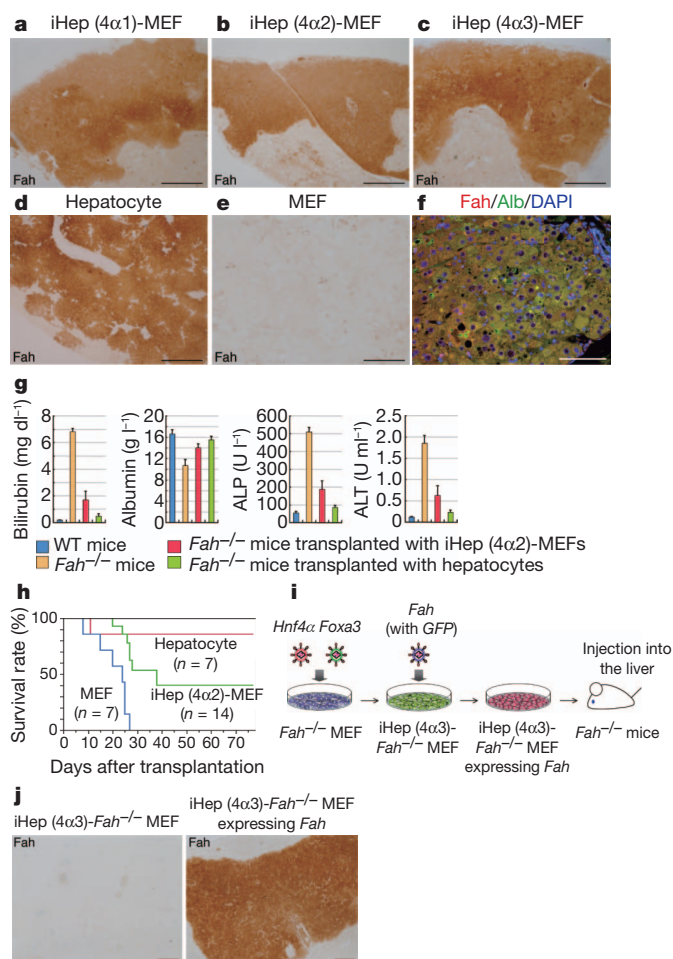 a iHep (4α1)-MEF
b iHep (4α2)-MEF
c iHep (4α3)-MEF
Fah
Fah
Fah
d Hepatocyte
e MEF
f Fah/Alb/DAPI
Fah
Fah
g
Bilirubin (mg dl⁻¹)
8
6
4
2
0
Albumin (g l⁻¹)
20
16
12
8
4
0
ALP (U l⁻¹)
600
500
400
300
200
100
0
ALT (U ml⁻¹)
2.5
2.0
1.5
1.0
0.5
0
WT mice
Fah⁻/⁻ mice transplanted with iHep (4α2)-MEFs
Fah⁻/⁻ mice
Fah⁻/⁻ mice transplanted with hepatocytes
h
Survival rate (%)
100
50
0
Hepatocyte
(n = 7)
MEF
(n = 7)
iHep (4α2)-MEF
(n = 14)
0 10 20 30 40 50 60 70
Days after transplantation
i
Hnf4α Foxa3
Fah
(with GFP)
Injection into
the liver
Fah⁻/⁻ MEF
iHep (4α3)-
Fah⁻/⁻ MEF
iHep (4α3)-
Fah⁻/⁻ MEF
expressing Fah
Fah⁻/⁻ mice
j
iHep (4α3)-Fah⁻/⁻ MEF
iHep (4α3)-Fah⁻/⁻ MEF
expressing Fah
Fah
Fah